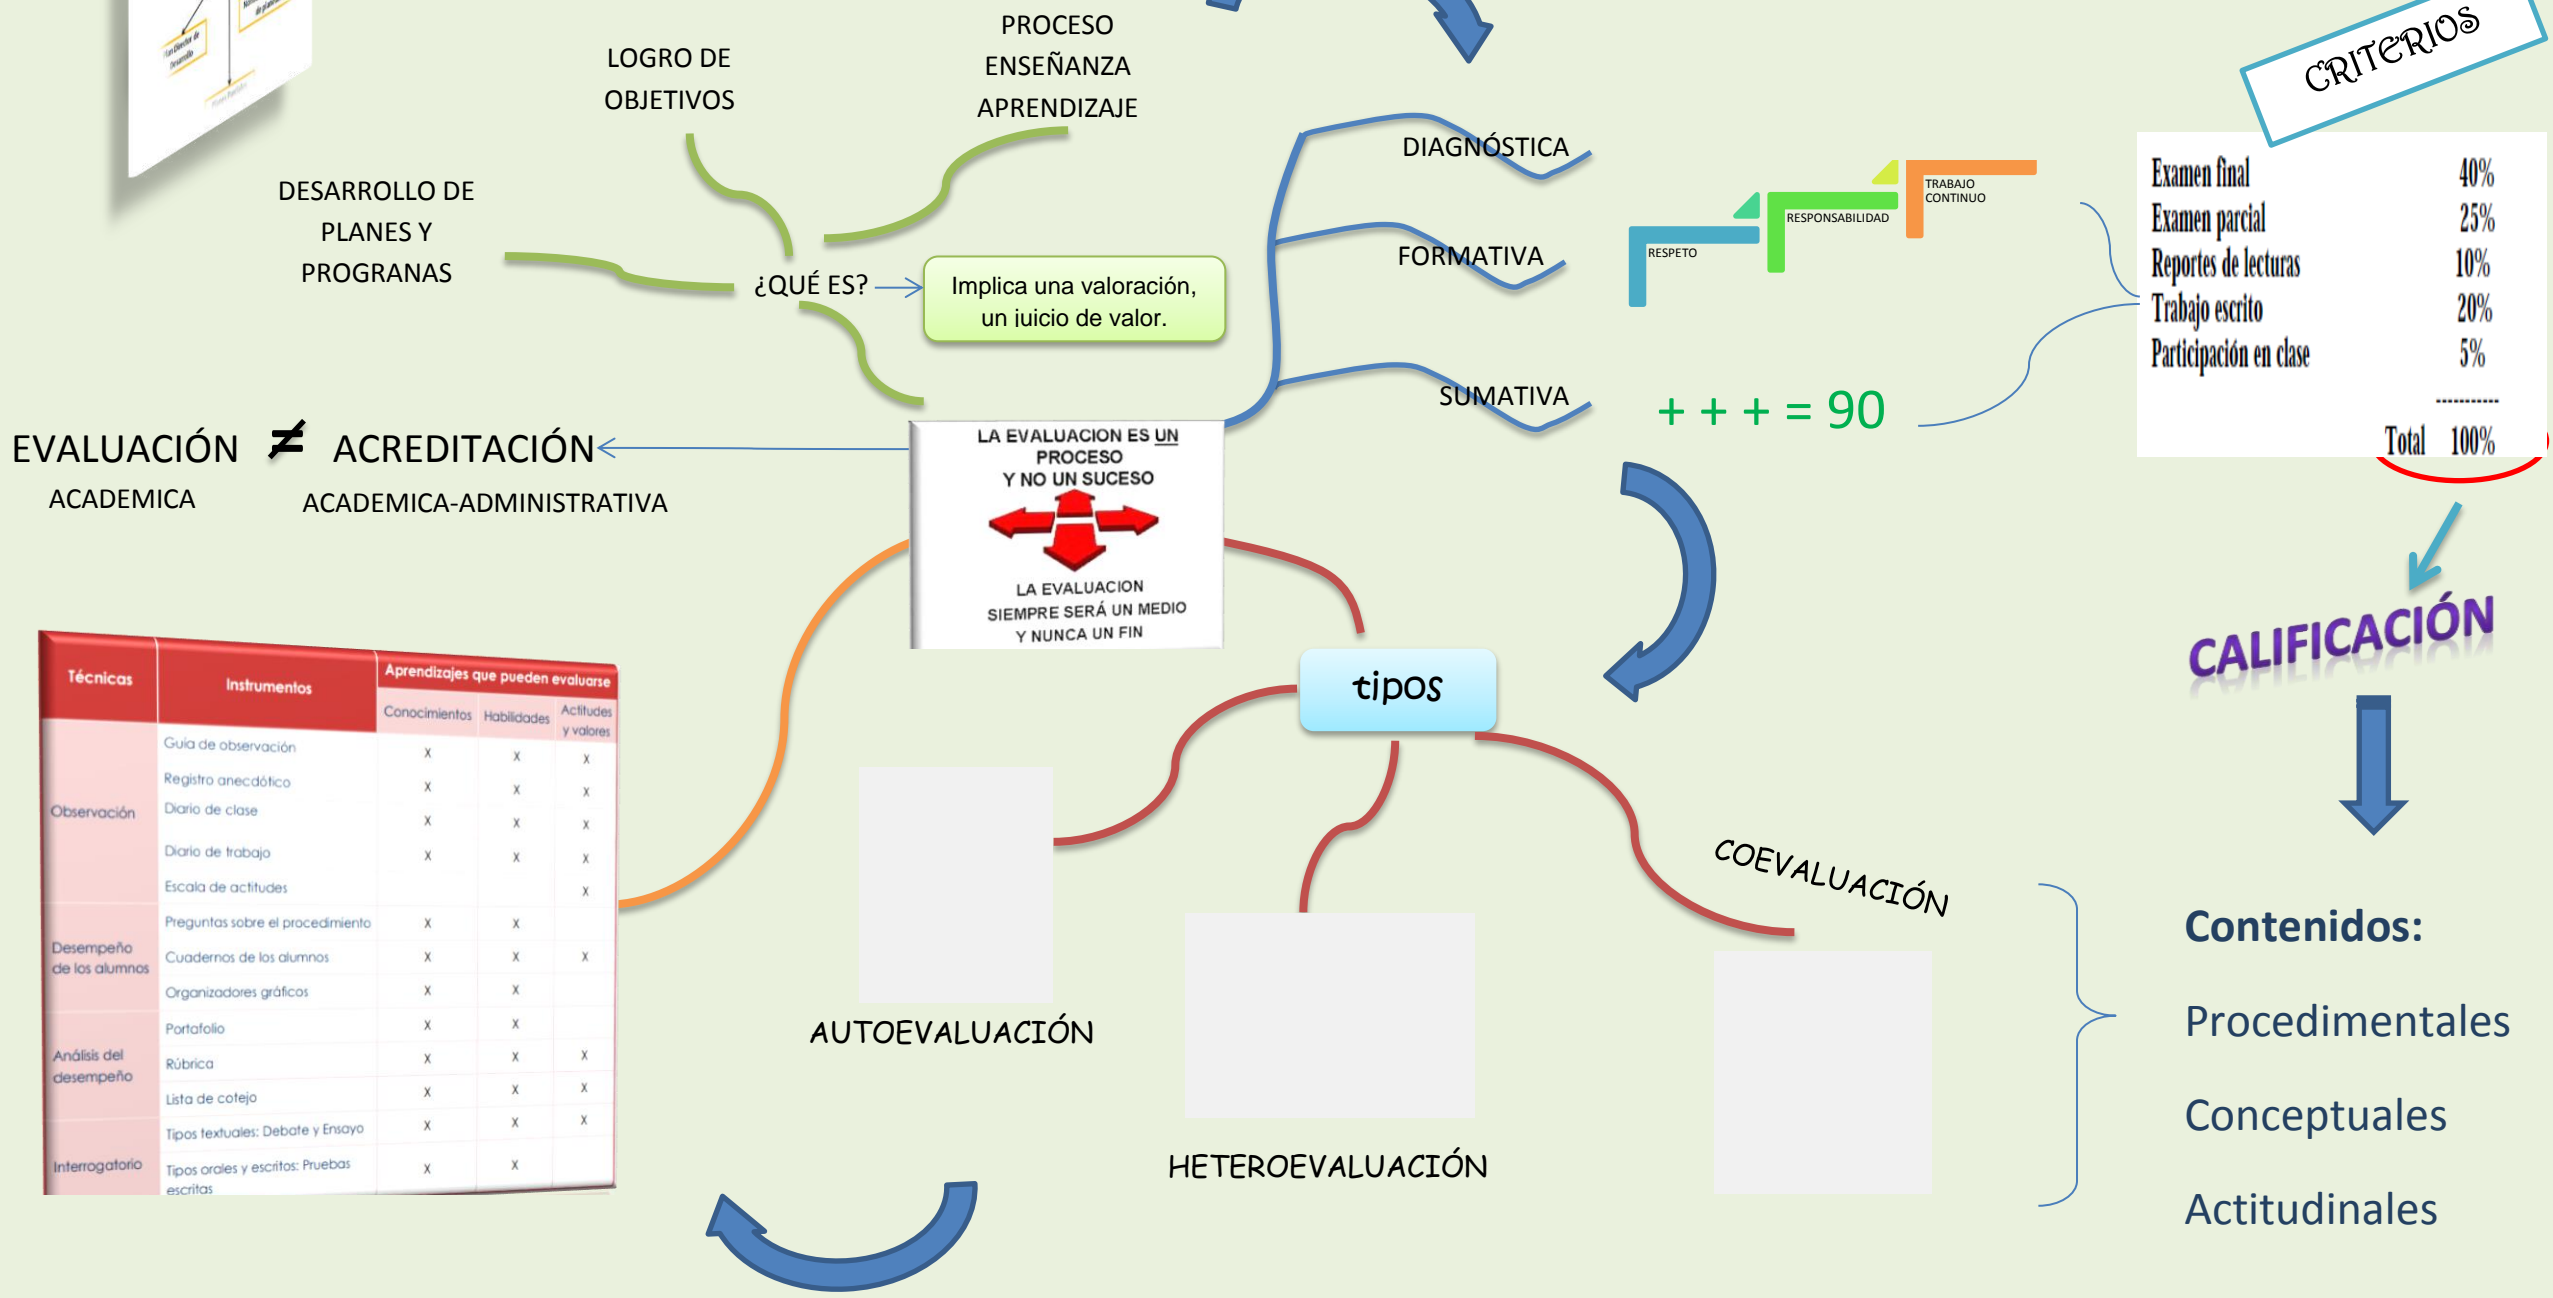 Plan Director de
Desarrollo
LOGRO DE
OBJETIVOS
PROCESO
ENSEÑANZA
APRENDIZAJE
DESARROLLO DE
PLANES Y
PROGRANAS
¿QUÉ ES?
Implica una valoración,
un juicio de valor.
DIAGNÓSTICA
FORMATIVA
SUMATIVA
RESPETO
RESPONSABILIDAD
TRABAJO
CONTINUO
+ + + = 90
CRITERIOS
Examen final 40%
Examen parcial 25%
Reportes de lecturas 10%
Trabajo escrito 20%
Participación en clase 5%
-----------
Total 100%
EVALUACIÓN ≠ ACREDITACIÓN
ACADEMICA ACADEMICA-ADMINISTRATIVA
LA EVALUACION ES UN
PROCESO
Y NO UN SUCESO
LA EVALUACION
SIEMPRE SERÁ UN MEDIO
Y NUNCA UN FIN
CALIFICACIÓN
tipos
AUTOEVALUACIÓN
HETEROEVALUACIÓN
COEVALUACIÓN
Contenidos:
Procedimentales
Conceptuales
Actitudinales
Técnicas Instrumentos Aprendizajes que pueden evaluarse
Conocimientos Habilidades Actitudes
y valores
Observación
Guía de observación X X X
Registro anecdótico X X X
Diario de clase X X X
Diario de trabajo X X X
Escala de actitudes X
Desempeño
de los alumnos
Preguntas sobre el procedimiento X X
Cuadernos de los alumnos X X X
Organizadores gráficos X X
Análisis del
desempeño
Portafolio X X
Rúbrica X X X
Lista de cotejo X X X
Interrogatorio
Tipos textuales: Debate y Ensayo X X X
Tipos orales y escritos: Pruebas X X
escritas